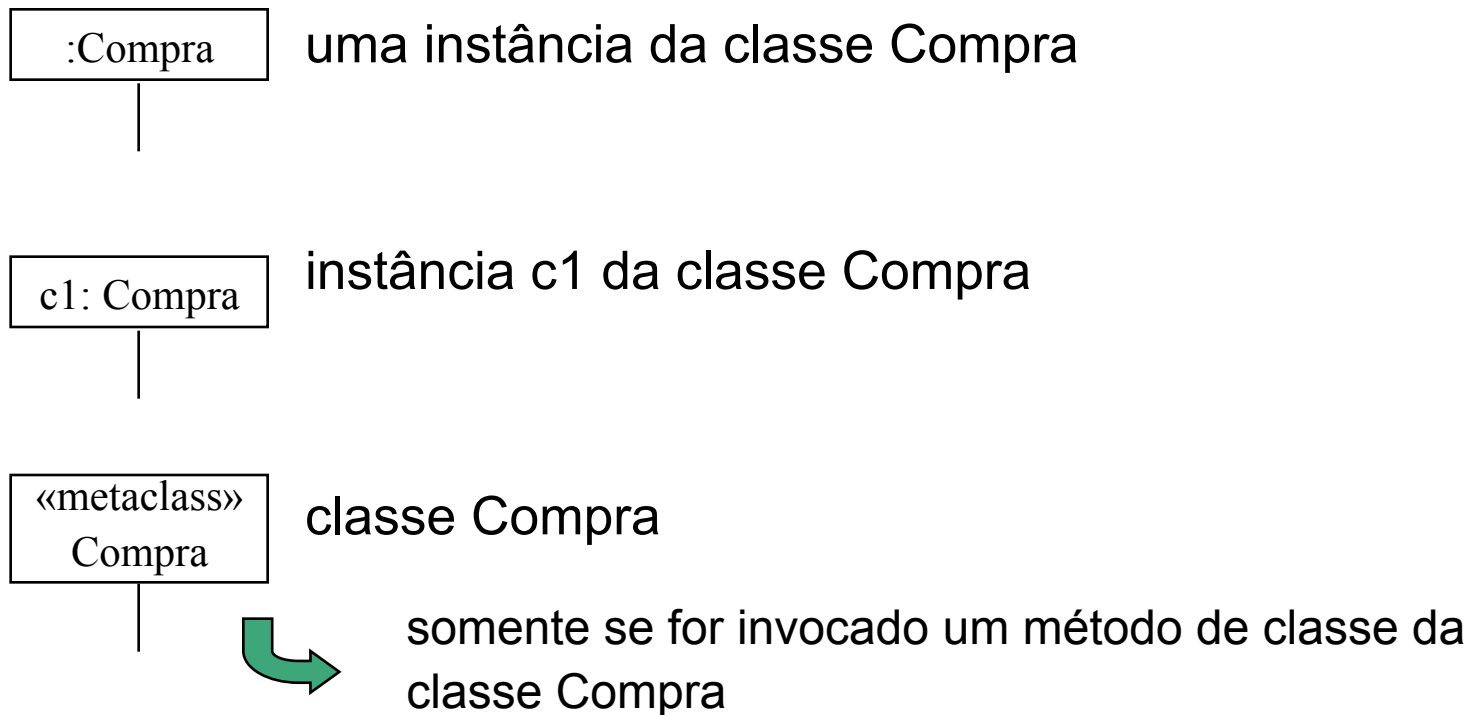 :Compra
uma instância da classe Compra
c1: Compra
instância c1 da classe Compra
«metaclass»
Compra
classe Compra
somente se for invocado um método de classe da
classe Compra